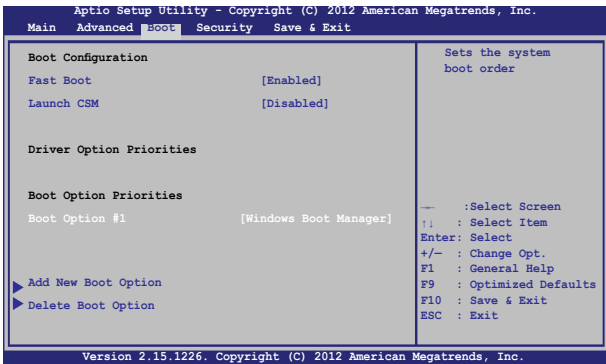 Aptio Setup Utility - Copyright (C) 2012 American Megatrends, Inc.
Main Advanced Boot Security Save & Exit
Boot Configuration
Fast Boot [Enabled]
Launch CSM [Disabled]
Driver Option Priorities
Boot Option Priorities
Boot Option #1 [Windows Boot Manager]
Add New Boot Option
Delete Boot Option
Sets the system
boot order
→← :Select Screen
↑↓ : Select Item
Enter: Select
+/— : Change Opt.
F1 : General Help
F9 : Optimized Defaults
F10 : Save & Exit
ESC : Exit
Version 2.15.1226. Copyright (C) 2012 American Megatrends, Inc.